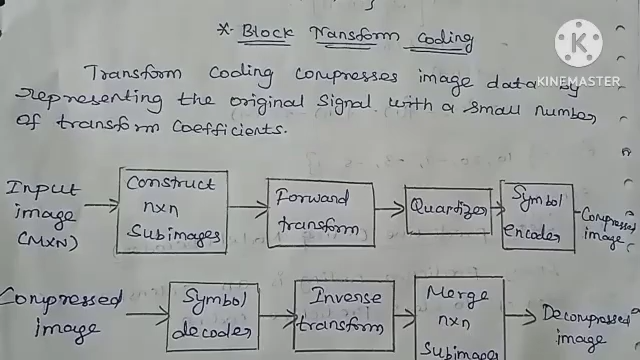 * Block Transform Coding
KINEMASTER
Transform coding compresses image data by
representing the original signal with a small number
of transform coefficients.
Input
image
(MXN)
Construct
nxn
Subimages
Forward
transform
Quantizer
Symbol
encoder
Compressed
image
Compressed
image
Symbol
decoder
Inverse
transform
Merge
nxn
Subimages
Decompressed
image